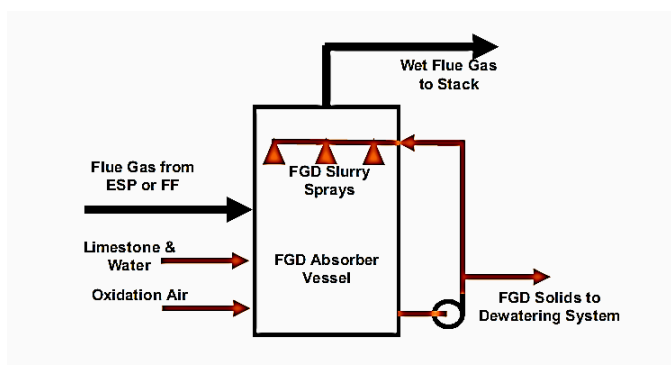 Wet Flue Gas
to Stack
Flue Gas from
ESP or FF
FGD Slurry
Sprays
Limestone &
Water
FGD Absorber
Vessel
Oxidation Air
FGD Solids to
Dewatering System